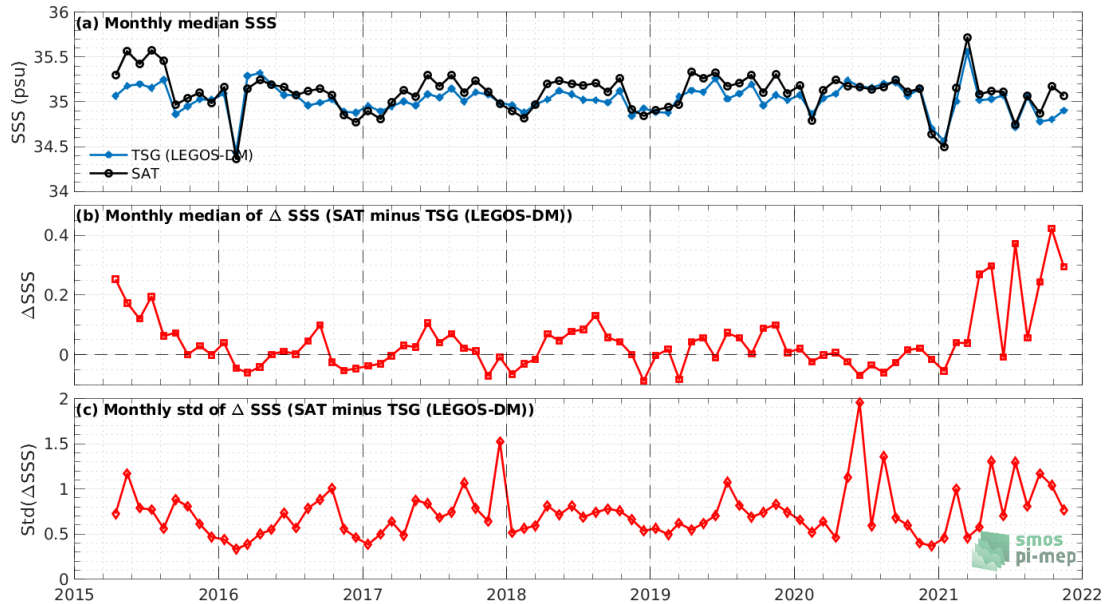 (a) Monthly median SSS
36
35.5
35
34.5
34
SSS (psu)
TSG (LEGOS-DM)
SAT
(b) Monthly median of Δ SSS (SAT minus TSG (LEGOS-DM))
0.4
0.2
0
ΔSSS
(c) Monthly std of Δ SSS (SAT minus TSG (LEGOS-DM))
2
1.5
1
0.5
0
Std(ΔSSS)
smos
pi-mep
2015 2016 2017 2018 2019 2020 2021 2022